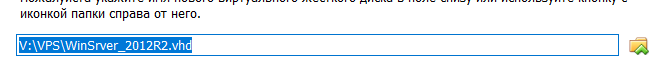 Пожалуйста укажите имя нового виртуального жёсткого диска в поле снизу или используйте кнопку с
иконкой папки справа от него.
V:\VPS\WinSrver_2012R2.vhd